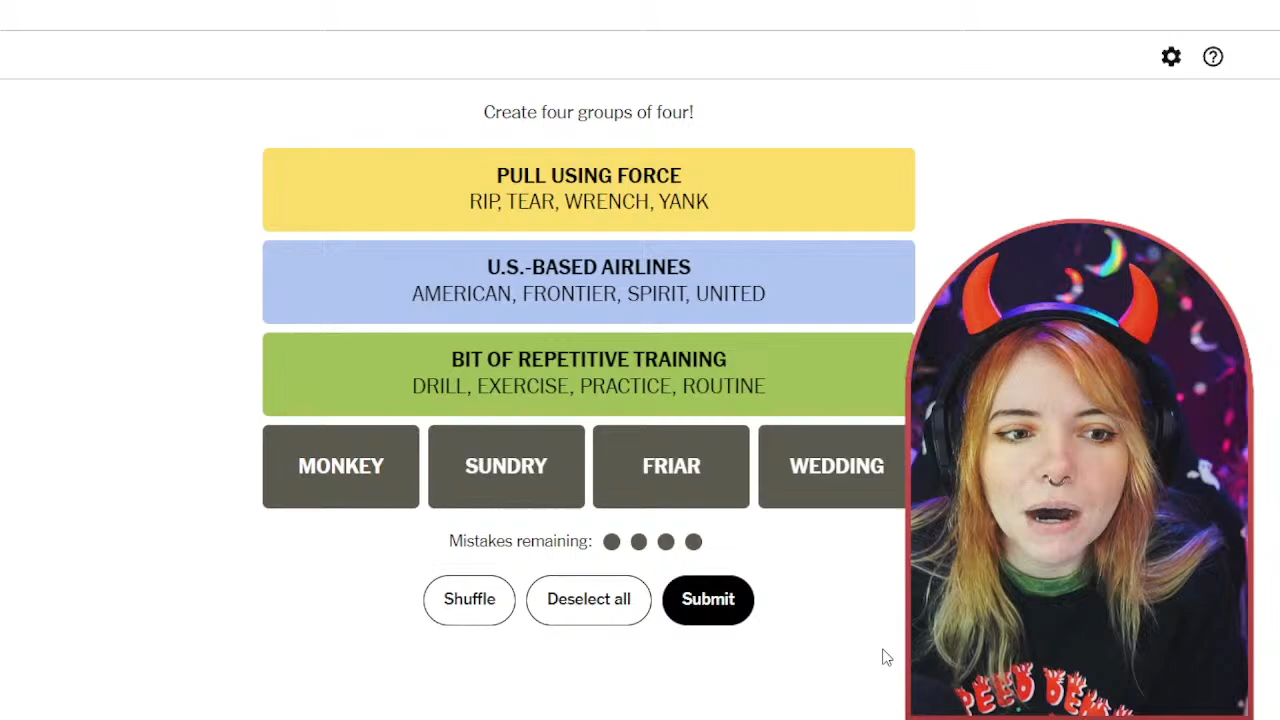 Create four groups of four!
PULL USING FORCE
RIP, TEAR, WRENCH, YANK
U.S.-BASED AIRLINES
AMERICAN, FRONTIER, SPIRIT, UNITED
BIT OF REPETITIVE TRAINING
DRILL, EXERCISE, PRACTICE, ROUTINE
MONKEY SUNDRY FRIAR WEDDING
Mistakes remaining:
Shuffle Deselect all Submit